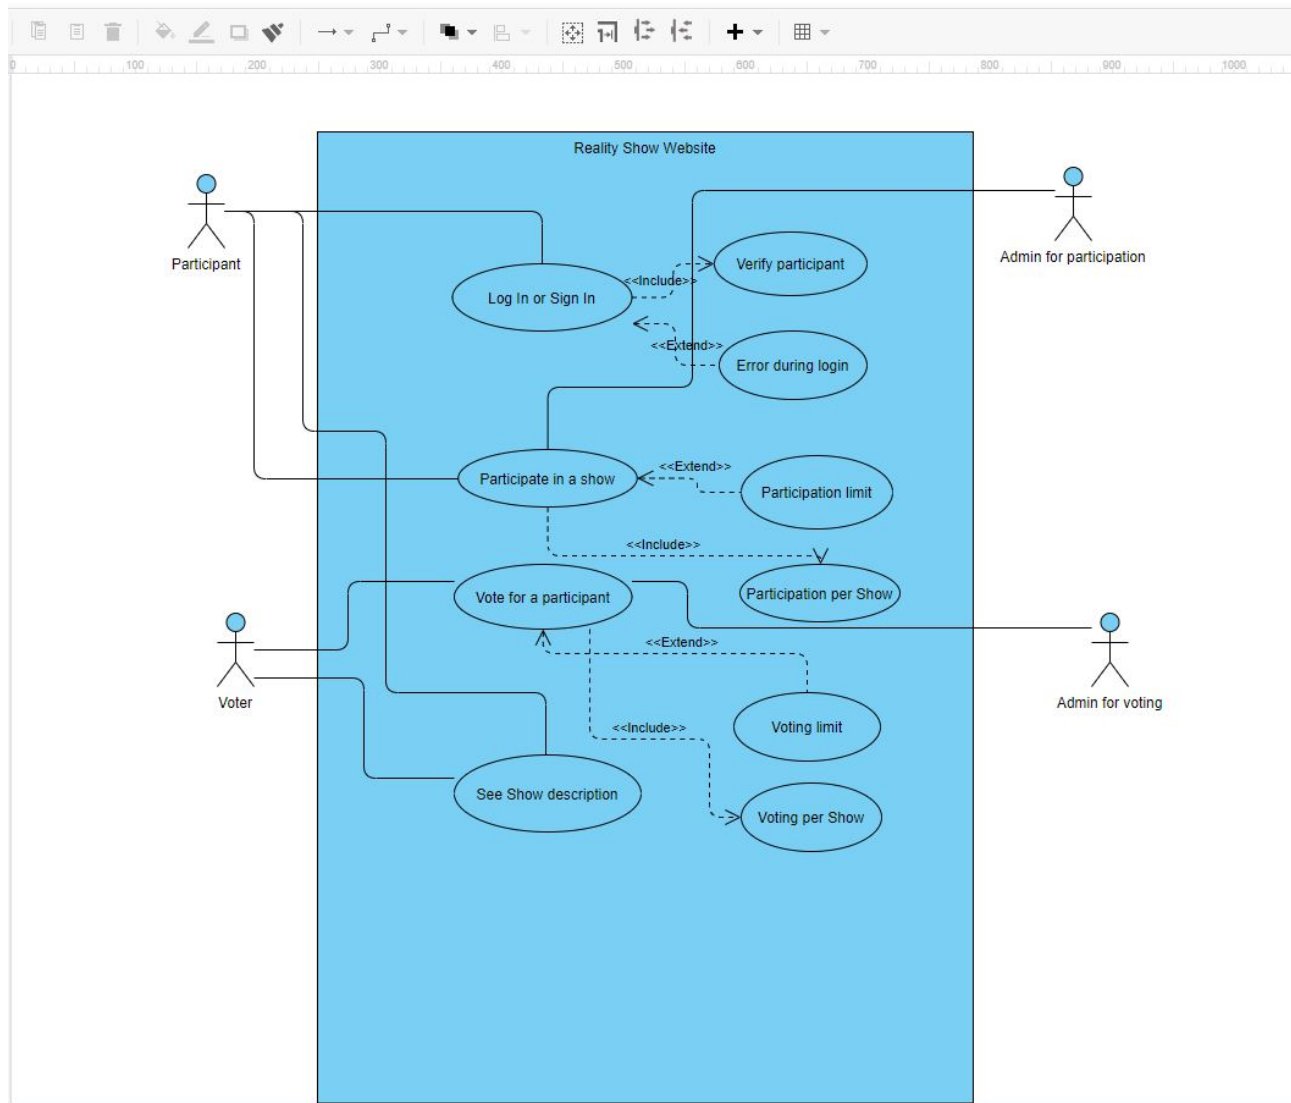 0 100 200 300 400 500 600 700 800 900 1000
Reality Show Website
Participant
Admin for participation
Verify participant
<<Include>>
Log In or Sign In
<<Extend>>
Error during login
<<Extend>>
Participate in a show
Participation limit
<<Include>>
Vote for a participant
Participation per Show
<<Extend>>
Voter
Admin for voting
<<Include>>
Voting limit
See Show description
Voting per Show